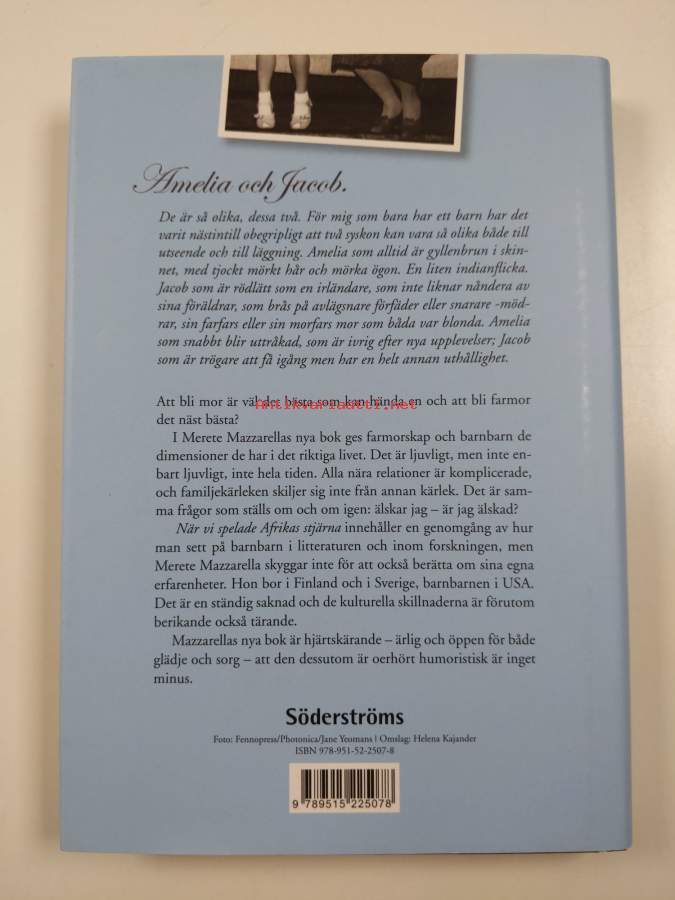 Amelia och Jacob.
De är så olika, dessa två. För mig som bara har ett barn har det
varit nästintill obegripligt att två syskon kan vara så olika både till
utseende och till läggning. Amelia som alltid är gyllenbrun i skin-
net, med tjockt mörkt hår och mörka ögon. En liten indianflicka.
Jacob som är rödlätt som en irländare, som inte liknar nåndera av
sina föräldrar, som brås på avlägsnare förfäder eller snarare -möd-
rar, sin farfars eller sin morfars mor som båda var blonda. Amelia
som snabbt blir uttråkad, som är ivrig efter nya upplevelser; Jacob
som är trögare att få igång men har en helt annan uthållighet.
Att bli mor är väl det bästa som kan hända en och att bli farmor
Antikvariaatti.net
det näst bästa?
I Merete Mazzarellas nya bok ges farmorskap och barnbarn de
dimensioner de har i det riktiga livet. Det är ljuvligt, men inte en-
bart ljuvligt, inte hela tiden. Alla nära relationer är komplicerade,
och familjekärleken skiljer sig inte från annan kärlek. Det är sam-
ma frågor som ställs om och om igen: älskar jag – är jag älskad?
När vi spelade Afrikas stjärna innehåller en genomgång av hur
man sett på barnbarn i litteraturen och inom forskningen, men
Merete Mazzarella skyggar inte för att också berätta om sina egna
erfarenheter. Hon bor i Finland och i Sverige, barnbarnen i USA.
Det är en ständig saknad och de kulturella skillnaderna är förutom
berikande också tärande.
Mazzarellas nya bok är hjärtskärande – ärlig och öppen för både
glädje och sorg – att den dessutom är oerhört humoristisk är inget
minus.
Söderströms
Foto: Fennopress/Photonica/Jane Yeomans | Omslag: Helena Kajander
ISBN 978-951-52-2507-8
9 789515 225078